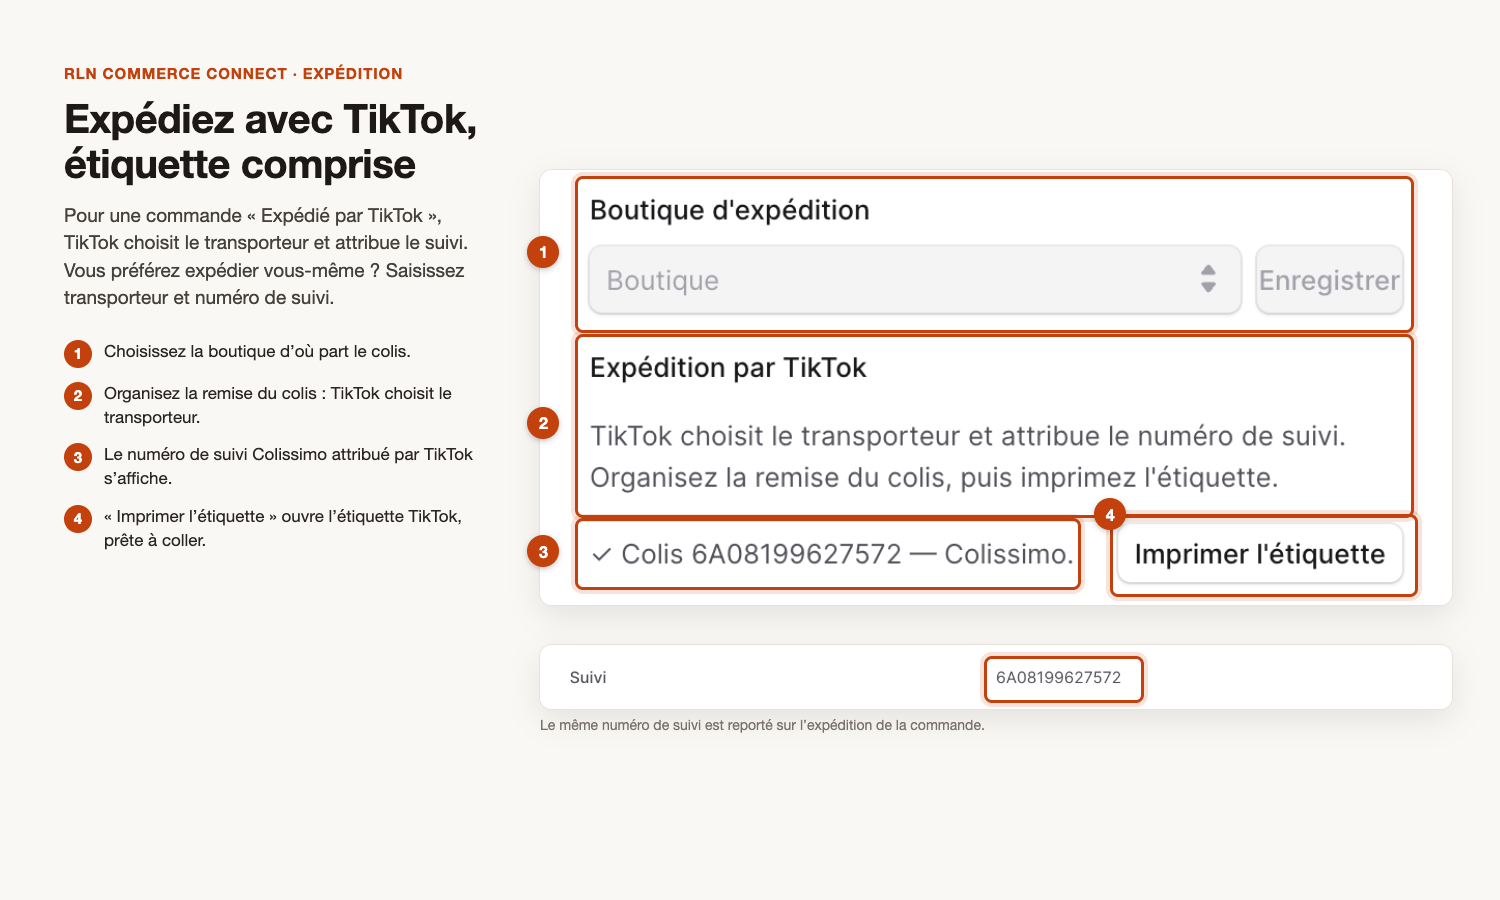 RLN COMMERCE CONNECT · EXPÉDITION
Expédiez avec TikTok,
étiquette comprise
Pour une commande « Expédié par TikTok »,
TikTok choisit le transporteur et attribue le suivi.
Vous préférez expédier vous-même ? Saisissez
transporteur et numéro de suivi.
1 Choisissez la boutique d’où part le colis.
2 Organisez la remise du colis : TikTok choisit le
transporteur.
3 Le numéro de suivi Colissimo attribué par TikTok
s’affiche.
4 « Imprimer l’étiquette » ouvre l’étiquette TikTok,
prête à coller.
Boutique d'expédition
1
Boutique
Enregistrer
Expédition par TikTok
2
TikTok choisit le transporteur et attribue le numéro de suivi.
Organisez la remise du colis, puis imprimez l'étiquette.
4
3
✓ Colis 6A08199627572 — Colissimo.
Imprimer l'étiquette
Suivi
6A08199627572
Le même numéro de suivi est reporté sur l’expédition de la commande.